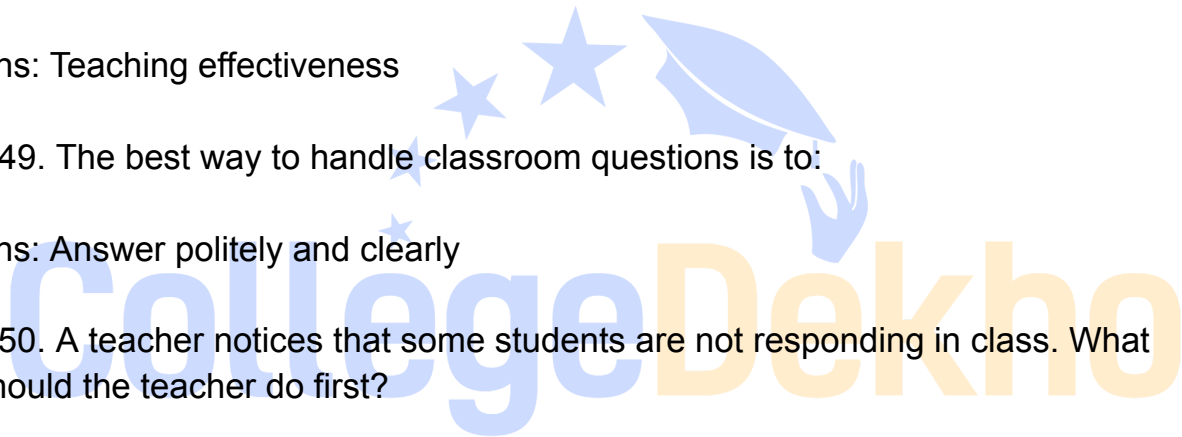 ns: Teaching effectiveness
49. The best way to handle classroom questions is to:
ns: Answer politely and clearly
CollegeDekho
50. A teacher notices that some students are not responding in class. What
hould the teacher do first?